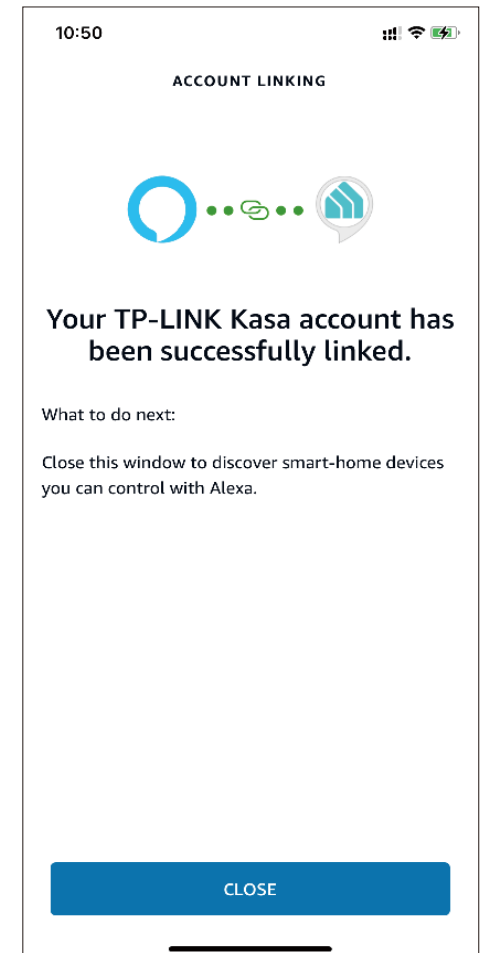 10:50
ACCOUNT LINKING
Your TP-LINK Kasa account has
been successfully linked.
What to do next:
Close this window to discover smart-home devices
you can control with Alexa.
CLOSE